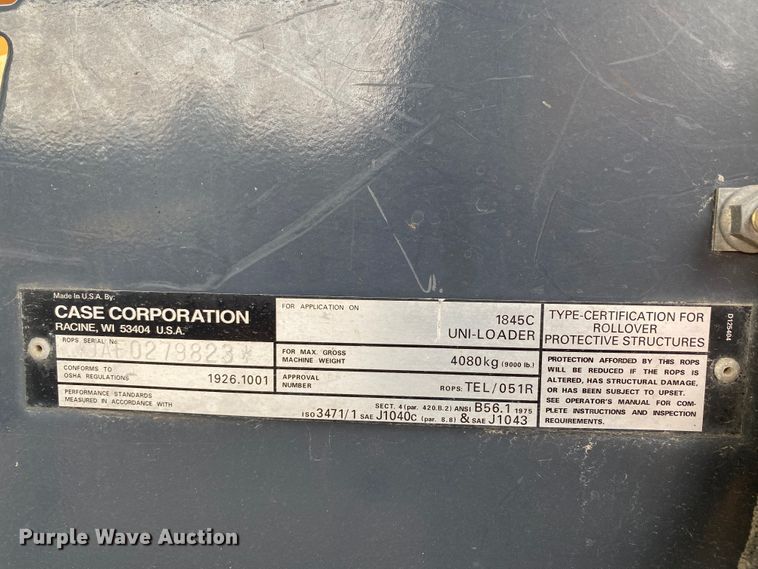 Made In U.S.A. By:
CASE CORPORATION
RACINE, WI 53404 U.S.A.
ROPS SERIAL No.
0279823*
CONFORMS TO
OSHA REGULATIONS 1926.1001
PERFORMANCE STANDARDS
MEASURED IN ACCORDANCE WITH
SECT. 4 (par. 420.B.2) ANSI B56.1 1975
ISO 3471/1 SAE J1040C (par. 8.8) & SAE J1043
FOR APPLICATION ON
1845C
UNI-LOADER
FOR MAX. GROSS
MACHINE WEIGHT 4080kg (9000 lb.)
APPROVAL
NUMBER ROPS: TEL/051R
TYPE-CERTIFICATION FOR
ROLLOVER
PROTECTIVE STRUCTURES
PROTECTION AFFORDED BY THIS ROPS
WILL BE REDUCED IF THE ROPS IS
ALTERED, HAS STRUCTURAL DAMAGE,
OR HAS BEEN SUBJECT TO UPSET.
SEE OPERATOR'S MANUAL FOR COM-
PLETE INSTRUCTIONS AND INSPECTION
REQUIREMENTS.
D125404
Purple Wave Auction